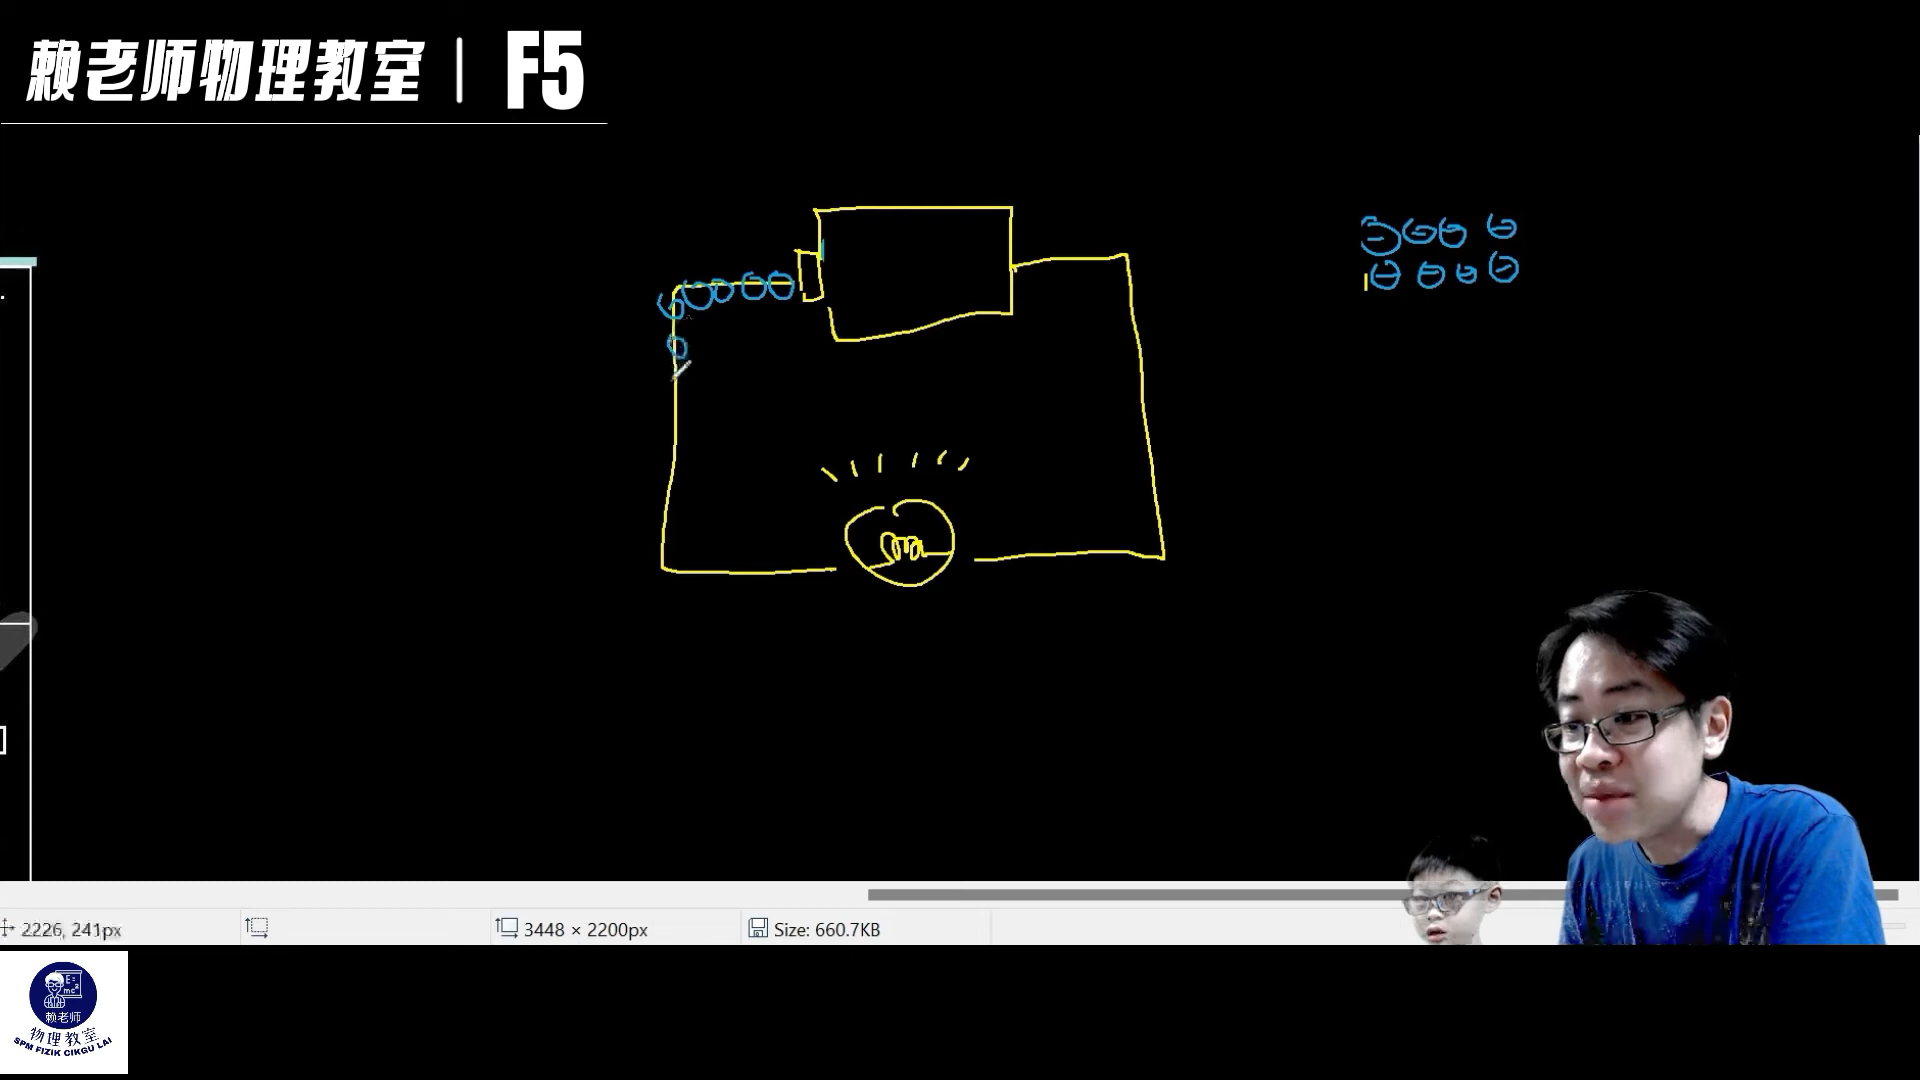 赖老师物理教室 | F5
2226, 241px
3448 × 2200px
Size: 660.7KB
E=
mc²
赖老师
物理教室
SPM FIZIK CIKGU LAI